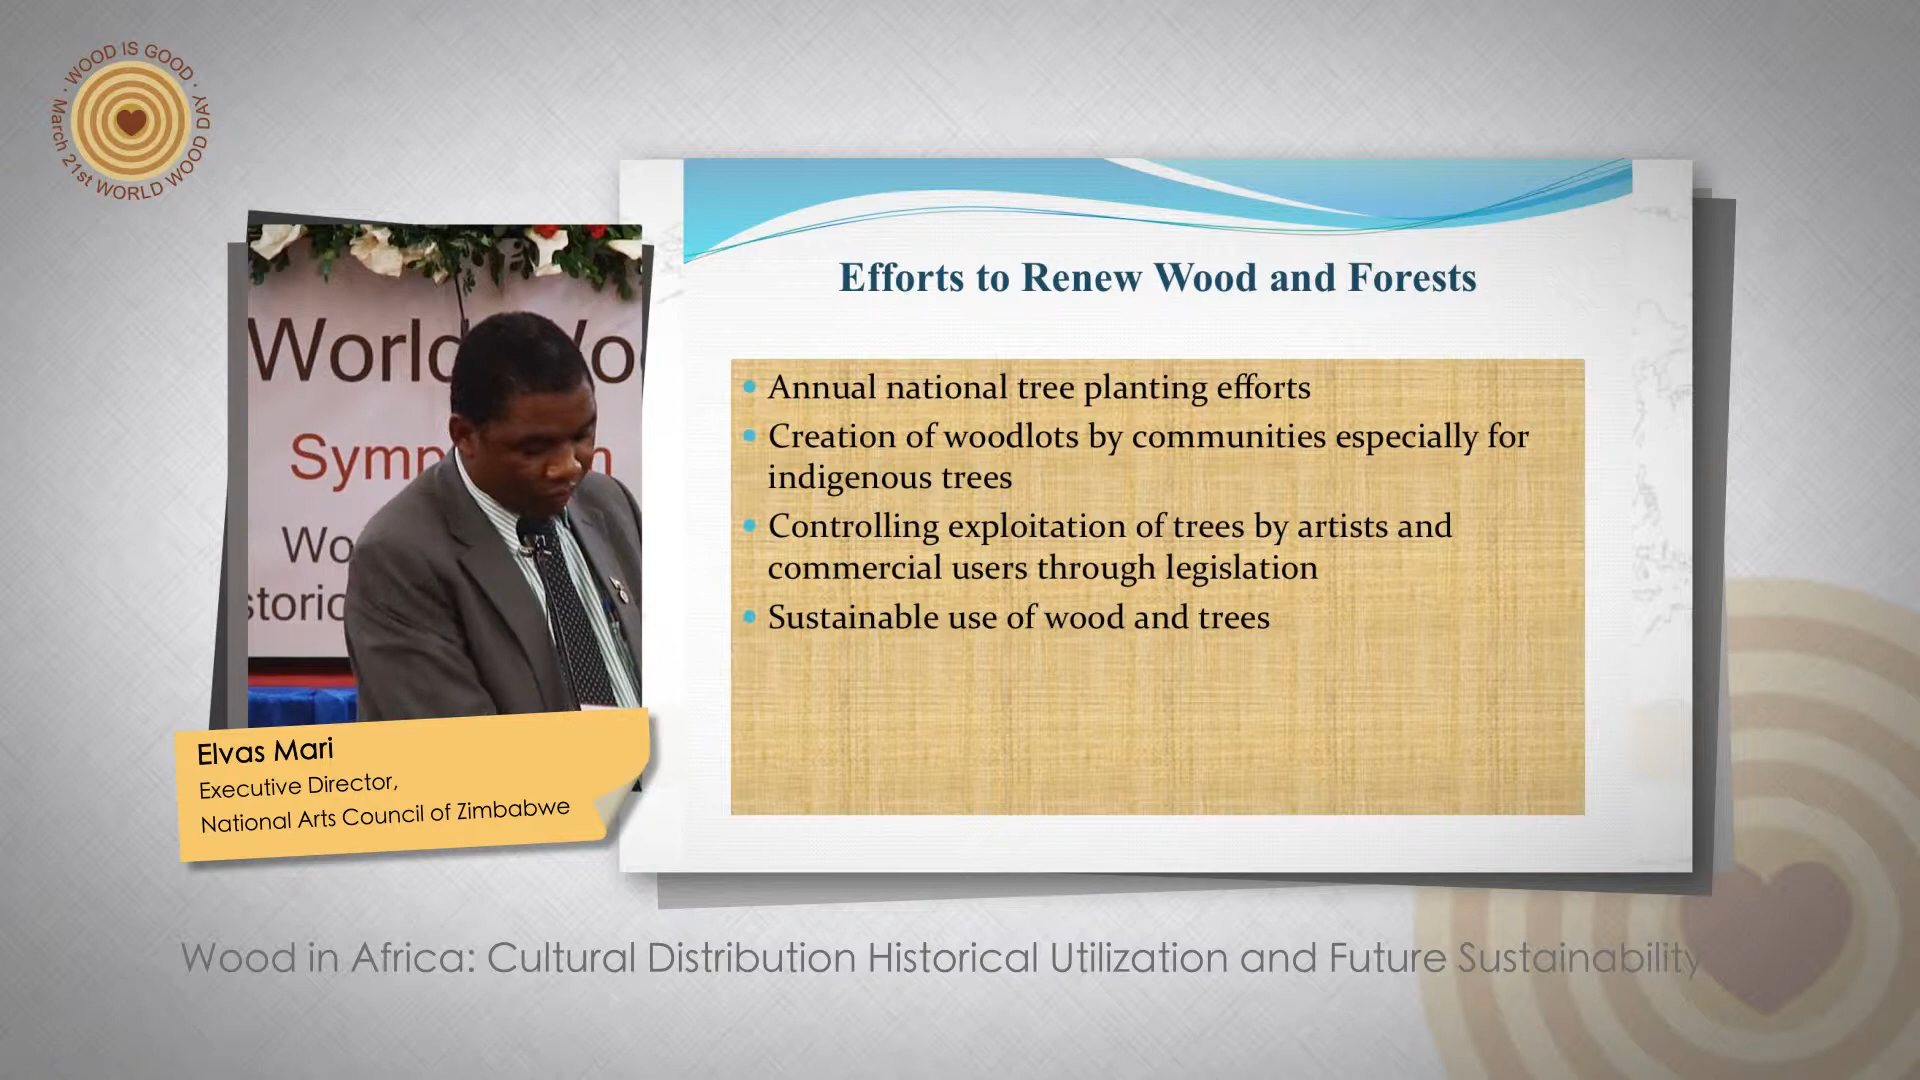 WOOD IS GOOD ·
March 21st WORLD WOOD DAY ·
Efforts to Renew Wood and Forests
• Annual national tree planting efforts
• Creation of woodlots by communities especially for
indigenous trees
• Controlling exploitation of trees by artists and
commercial users through legislation
• Sustainable use of wood and trees
Elvas Mari
Executive Director,
National Arts Council of Zimbabwe
Wood in Africa: Cultural Distribution Historical Utilization and Future Sustainability